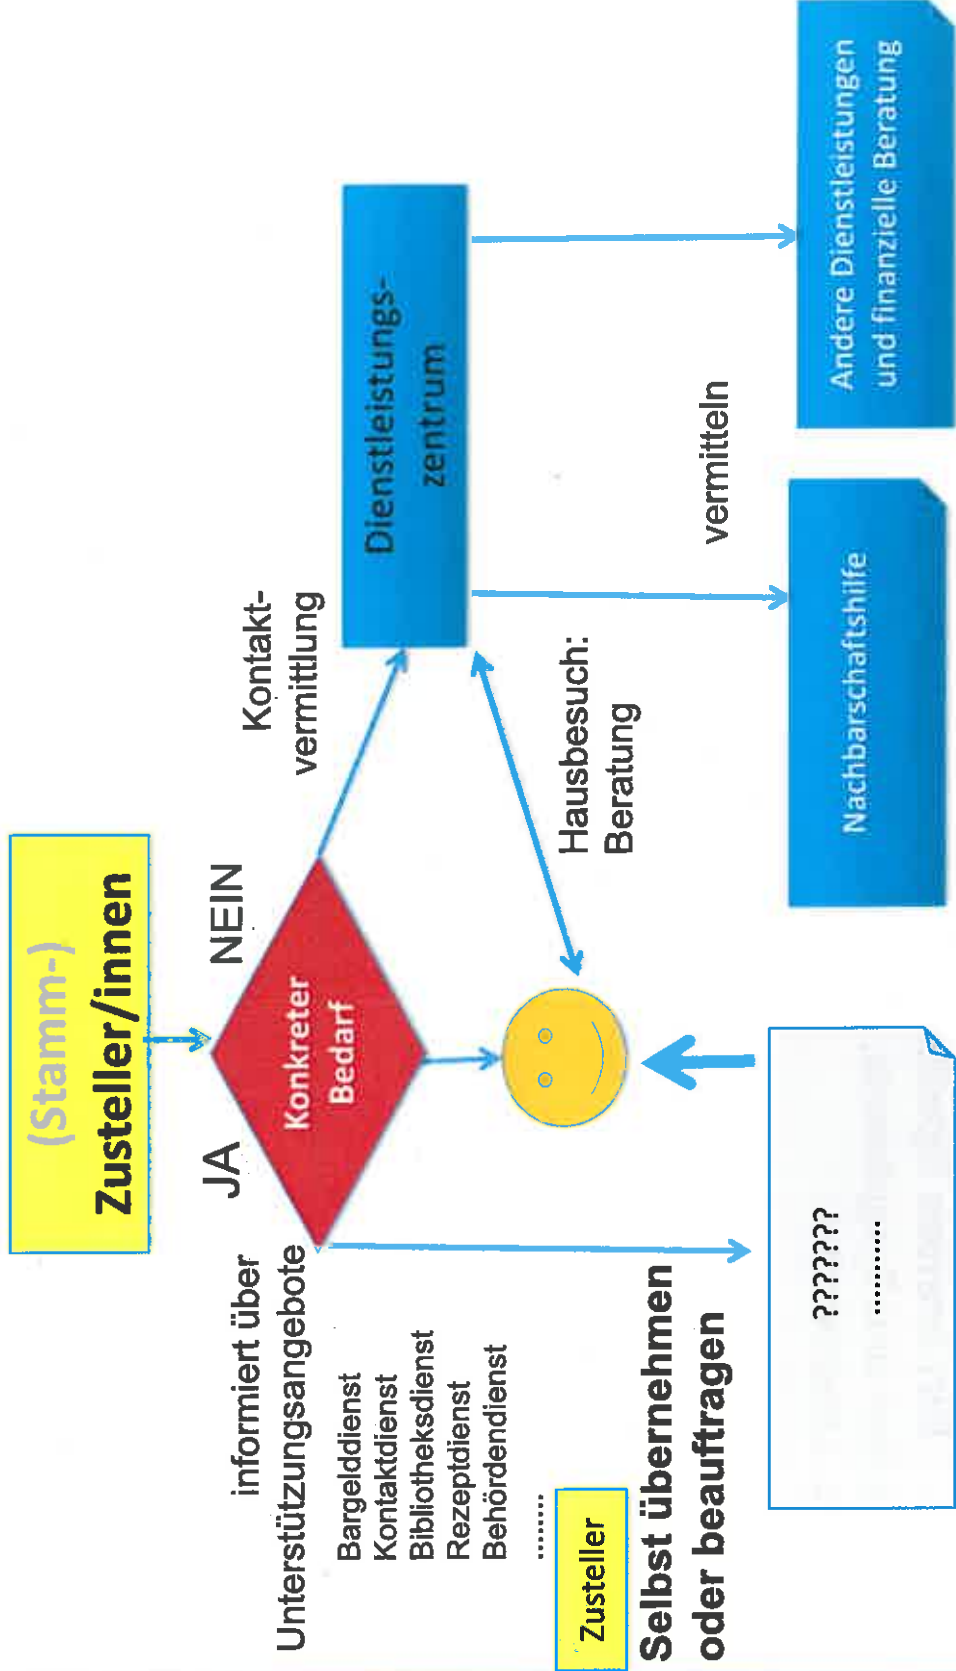 (Stamm-)
Zusteller/innen
JA
NEIN
Konkreter
Bedarf
informiert über
Unterstützungsangebote
Bargelddienst
Kontaktdienst
Bibliotheksdienst
Rezeptdienst
Behördendienst
.......
Zusteller
Selbst übernehmen
oder beauftragen
???????
..........
Kontakt-
vermittlung
Dienstleistungs-
zentrum
Hausbesuch:
Beratung
vermitteln
Nachbarschaftshilfe
Andere Dienstleistungen
und finanzielle Beratung